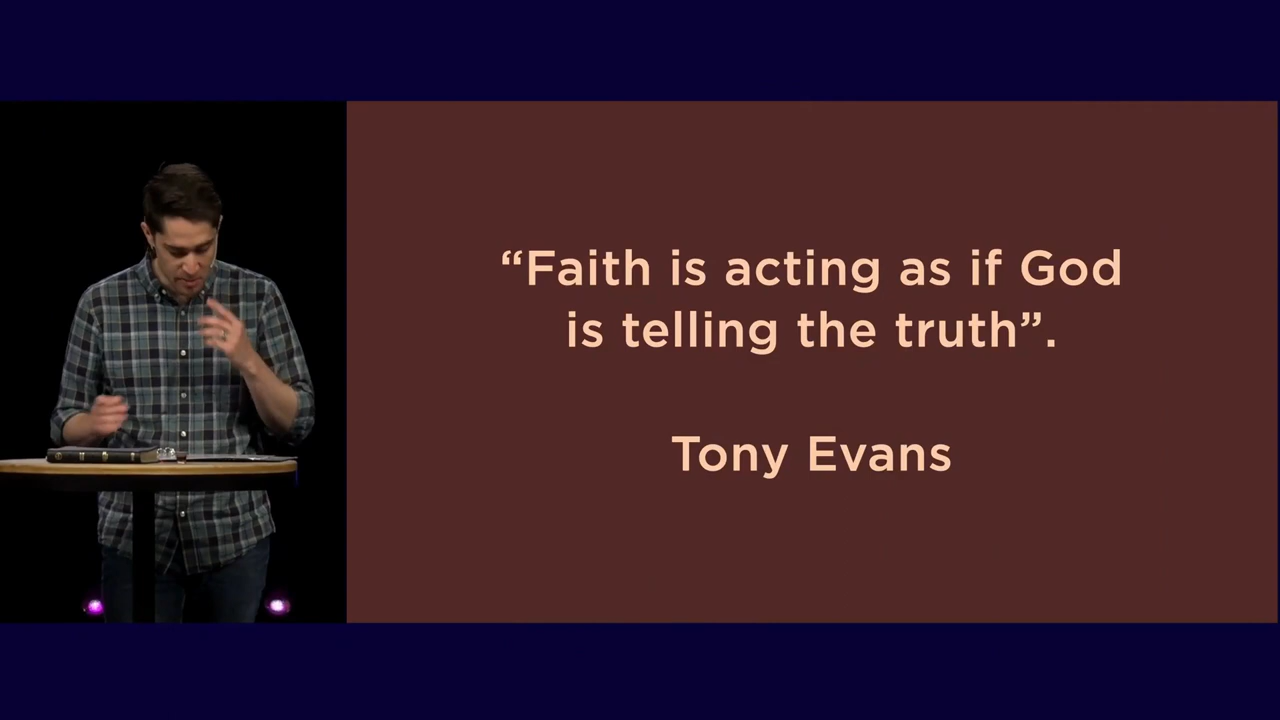 “Faith is acting as if God
is telling the truth”.
Tony Evans